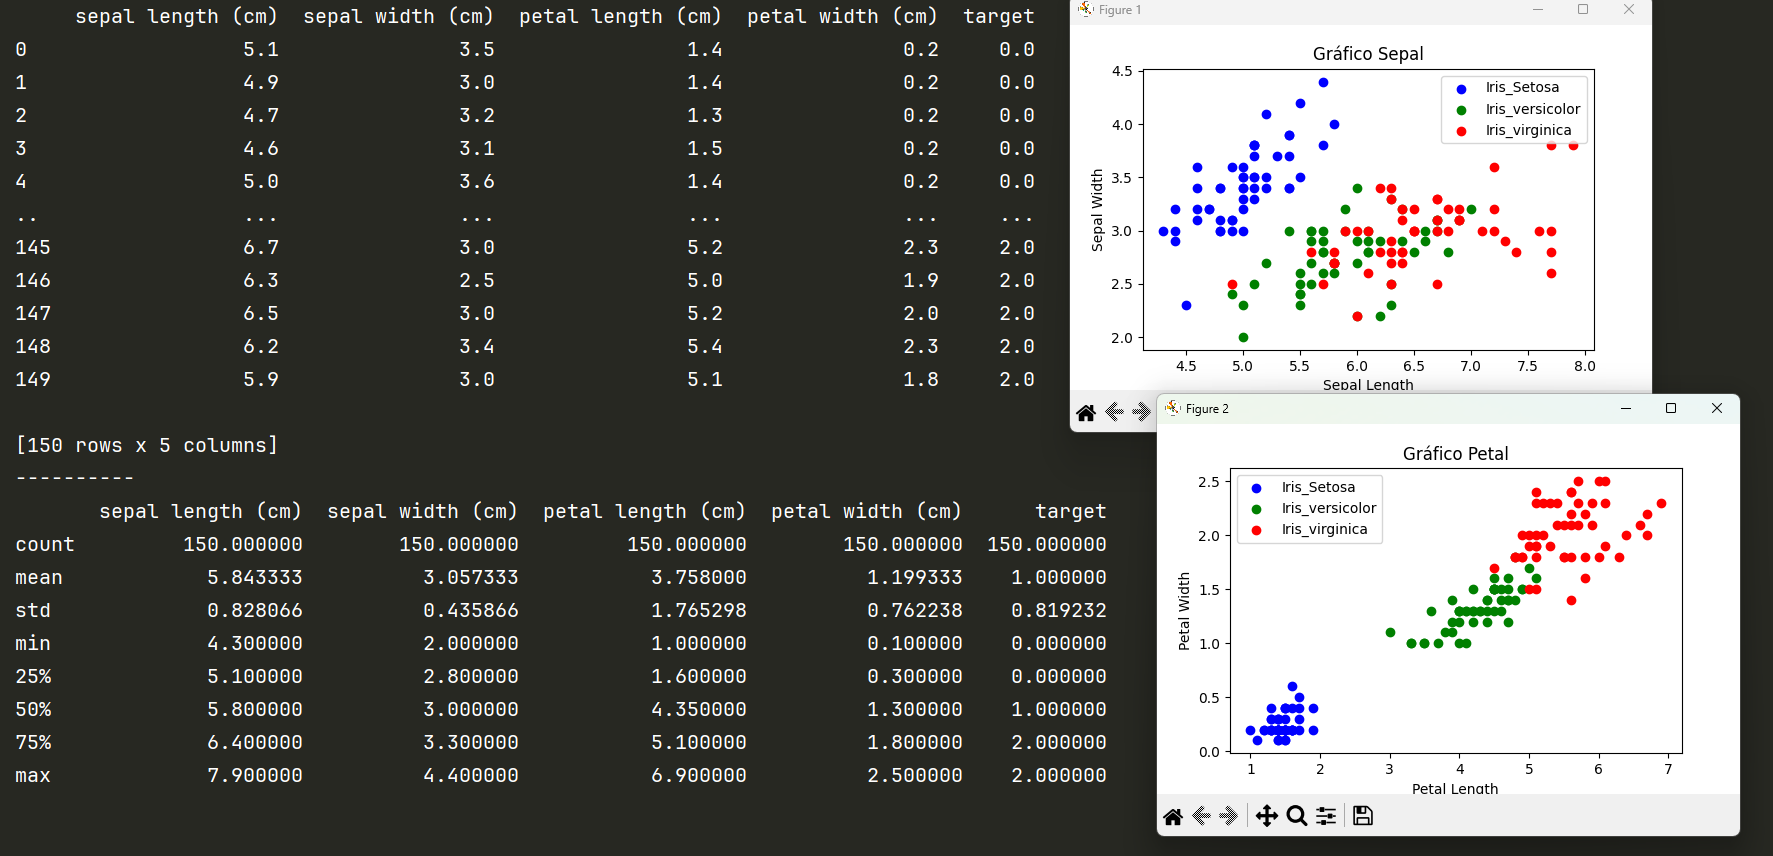 sepal length (cm)  sepal width (cm)  petal length (cm)  petal width (cm)  target
0  5.1  3.5  1.4  0.2  0.0
1  4.9  3.0  1.4  0.2  0.0
2  4.7  3.2  1.3  0.2  0.0
3  4.6  3.1  1.5  0.2  0.0
4  5.0  3.6  1.4  0.2  0.0
..  ...  ...  ...  ...  ...
145  6.7  3.0  5.2  2.3  2.0
146  6.3  2.5  5.0  1.9  2.0
147  6.5  3.0  5.2  2.0  2.0
148  6.2  3.4  5.4  2.3  2.0
149  5.9  3.0  5.1  1.8  2.0
[150 rows x 5 columns]
----------
sepal length (cm)  sepal width (cm)  petal length (cm)  petal width (cm)  target
count  150.000000  150.000000  150.000000  150.000000  150.000000
mean  5.843333  3.057333  3.758000  1.199333  1.000000
std  0.828066  0.435866  1.765298  0.762238  0.819232
min  4.300000  2.000000  1.000000  0.100000  0.000000
25%  5.100000  2.800000  1.600000  0.300000  0.000000
50%  5.800000  3.000000  4.350000  1.300000  1.000000
75%  6.400000  3.300000  5.100000  1.800000  2.000000
max  7.900000  4.400000  6.900000  2.500000  2.000000
Figure 1
Gráfico Sepal
Iris_Setosa
Iris_versicolor
Iris_virginica
Sepal Width
4.5
4.0
3.5
3.0
2.5
2.0
4.5  5.0  5.5  6.0  6.5  7.0  7.5  8.0
Sepal Length
Figure 2
Gráfico Petal
Iris_Setosa
Iris_versicolor
Iris_virginica
Petal Width
2.5
2.0
1.5
1.0
0.5
0.0
1  2  3  4  5  6  7
Petal Length